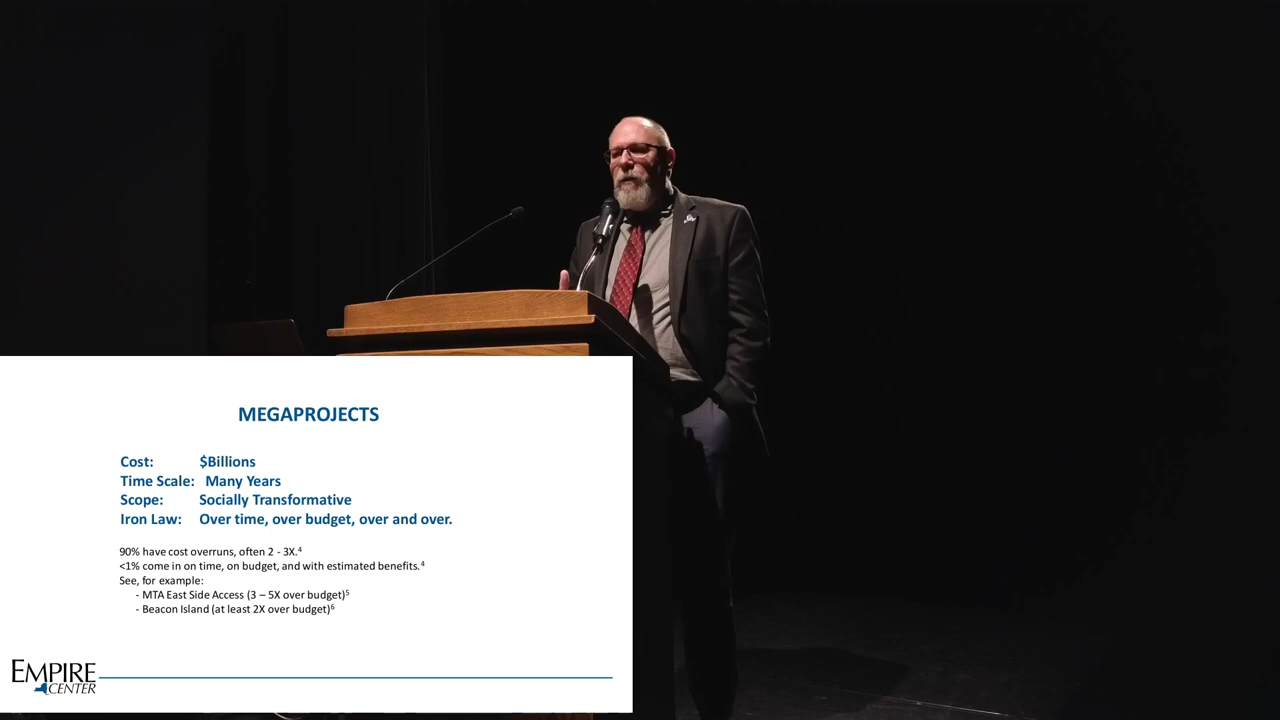 MEGAPROJECTS
Cost: $Billions
Time Scale: Many Years
Scope: Socially Transformative
Iron Law: Over time, over budget, over and over.
90% have cost overruns, often 2 - 3X.⁴
<1% come in on time, on budget, and with estimated benefits.⁴
See, for example:
- MTA East Side Access (3 – 5X over budget)⁵
- Beacon Island (at least 2X over budget)⁶
EMPIRE
CENTER